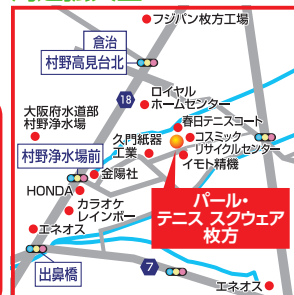 フジパン枚方工場
倉治
村野高見台北
18
ロイヤル
ホームセンター
大阪府水道部
村野浄水場
春日テニスコート
久門紙器
工業
コスミック
リサイクルセンター
村野浄水場前
イモト精機
金陽社
HONDA
カラオケ
レインボー
パール・
テニス スクウェア
枚方
エネオス
出鼻橋
7
エネオス